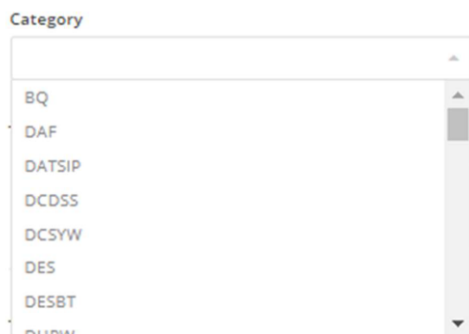 Category
BQ
DAF
DATSIP
DCDSS
DCSYW
DES
DESBT